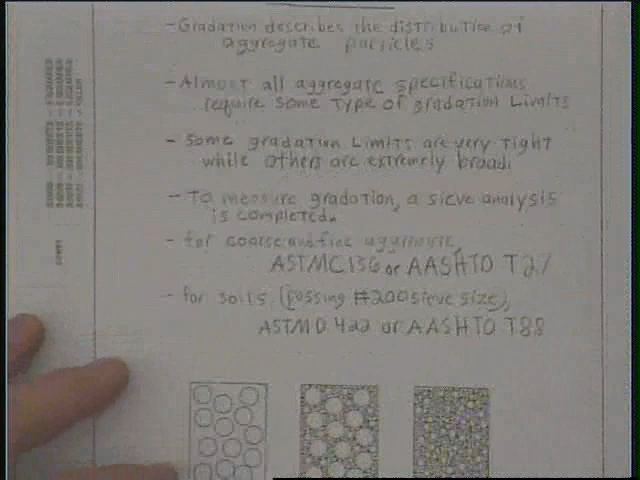 - Gradation describes the distribution of
aggregate particles
- Almost all aggregate specifications
require some type of gradation Limits
- Some gradation Limits are very tight
while others are extremely broad.
- To measure gradation, a sieve analysis
is completed.
- for coarse and fine aggregate,
ASTM C136 or AASHTO T27
- for soils (passing #200 sieve size),
ASTM D 422 or AASHTO T88